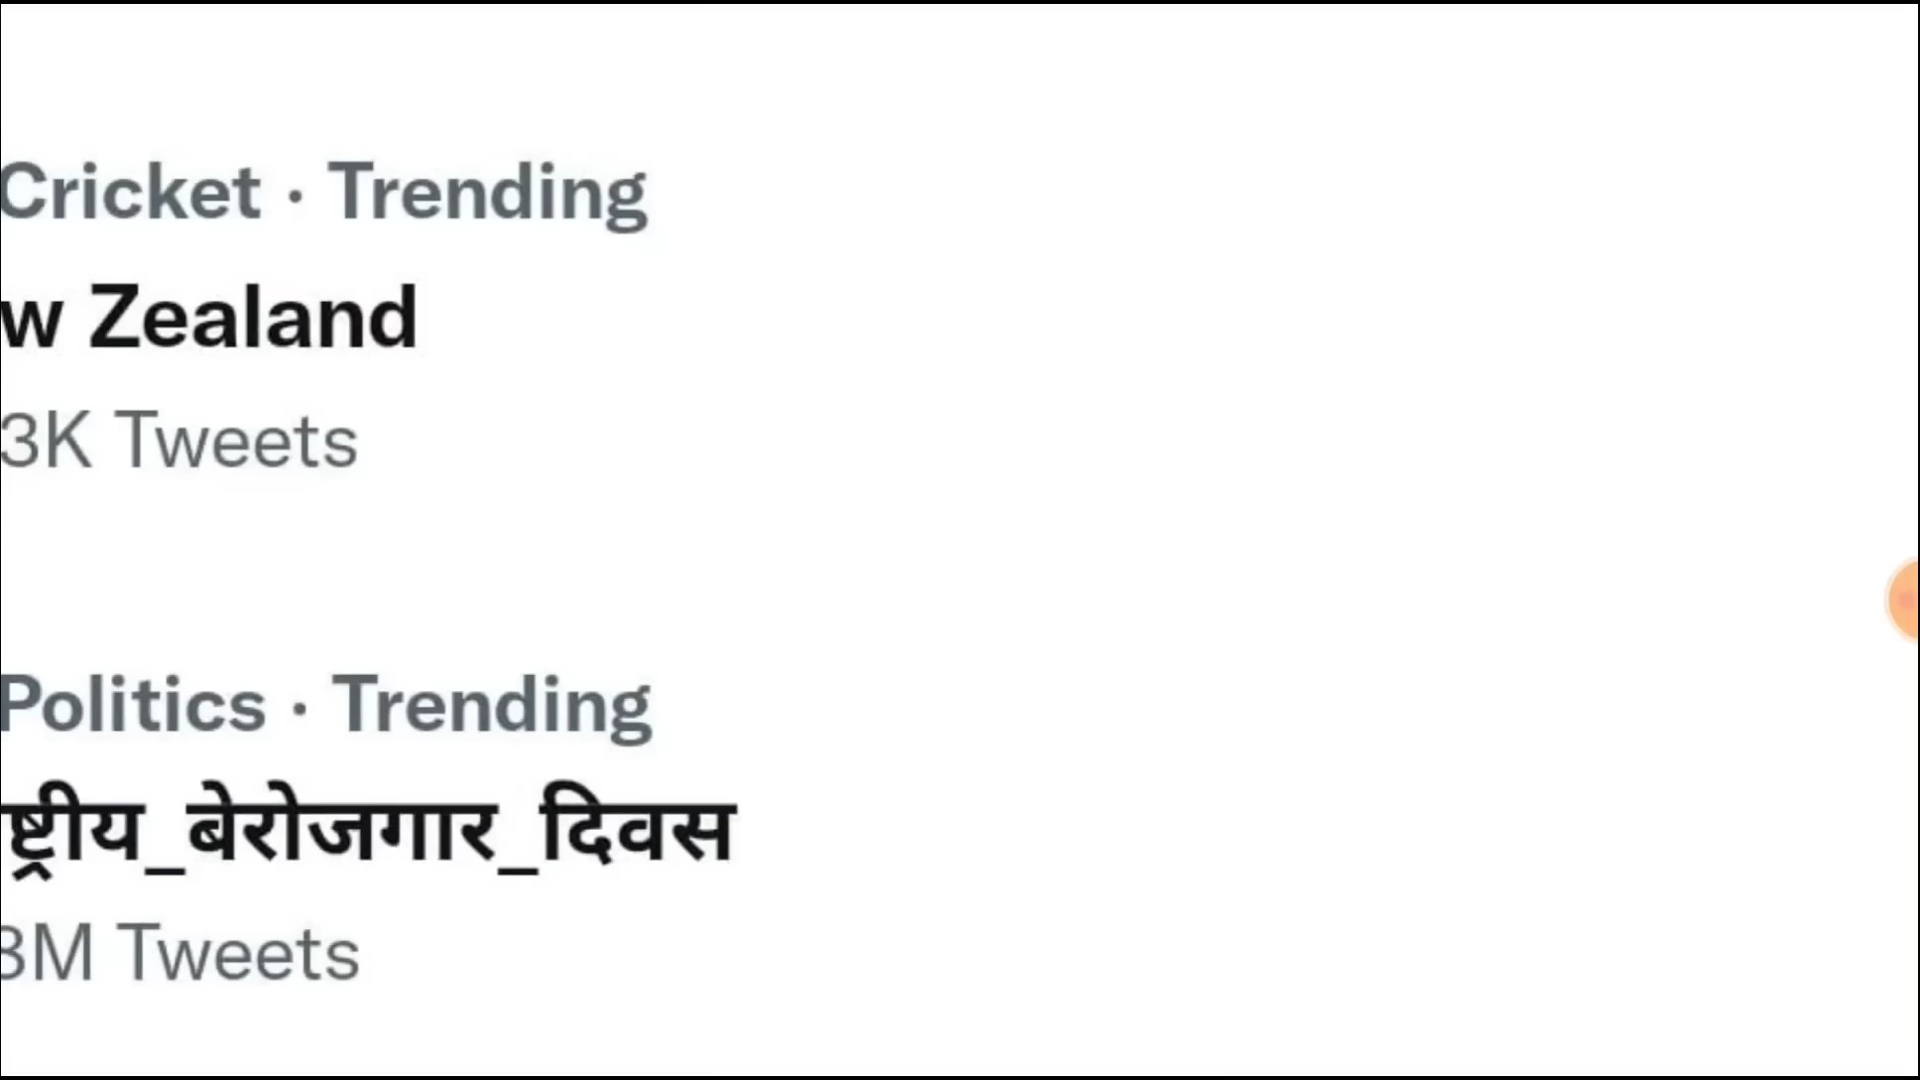 Cricket · Trending
w Zealand
3K Tweets
Politics · Trending
ष्ट्रीय_बेरोजगार_दिवस
3M Tweets